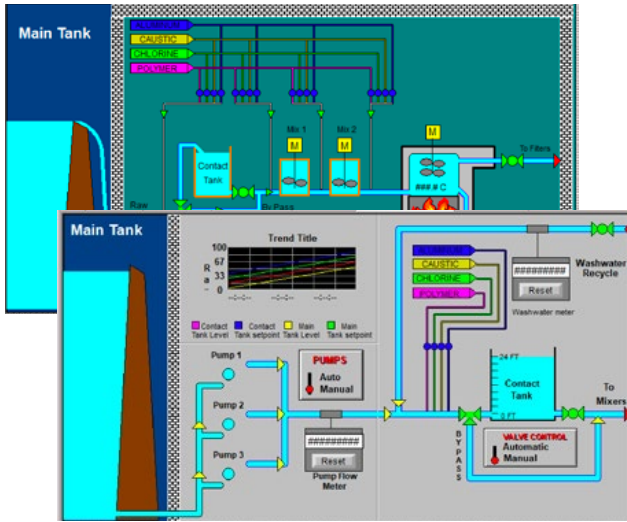 Main Tank
ALUMINUM
CAUSTIC
CHLORINE
POLYMER
Mix 1
Mix 2
M
M
M
Contact
Tank
To Filters
###.# C
Raw
By Pass
Main Tank
Trend Title
100
67
33
0
R
a
--:--:--
--:--:--
--:--:--
Contact
Tank Level
Contact
Tank setpoint
Main
Tank Level
Main
Tank setpoint
Pump 1
Pump 2
Pump 3
PUMPS
Auto
Manual
#########
Reset
Pump Flow
Meter
ALUMINUM
CAUSTIC
CHLORINE
POLYMER
#########
Reset
Washwater meter
Washwater
Recycle
24 FT
Contact
Tank
0 FT
To
Mixers
BYPASS
VALVE CONTROL
Automatic
Manual